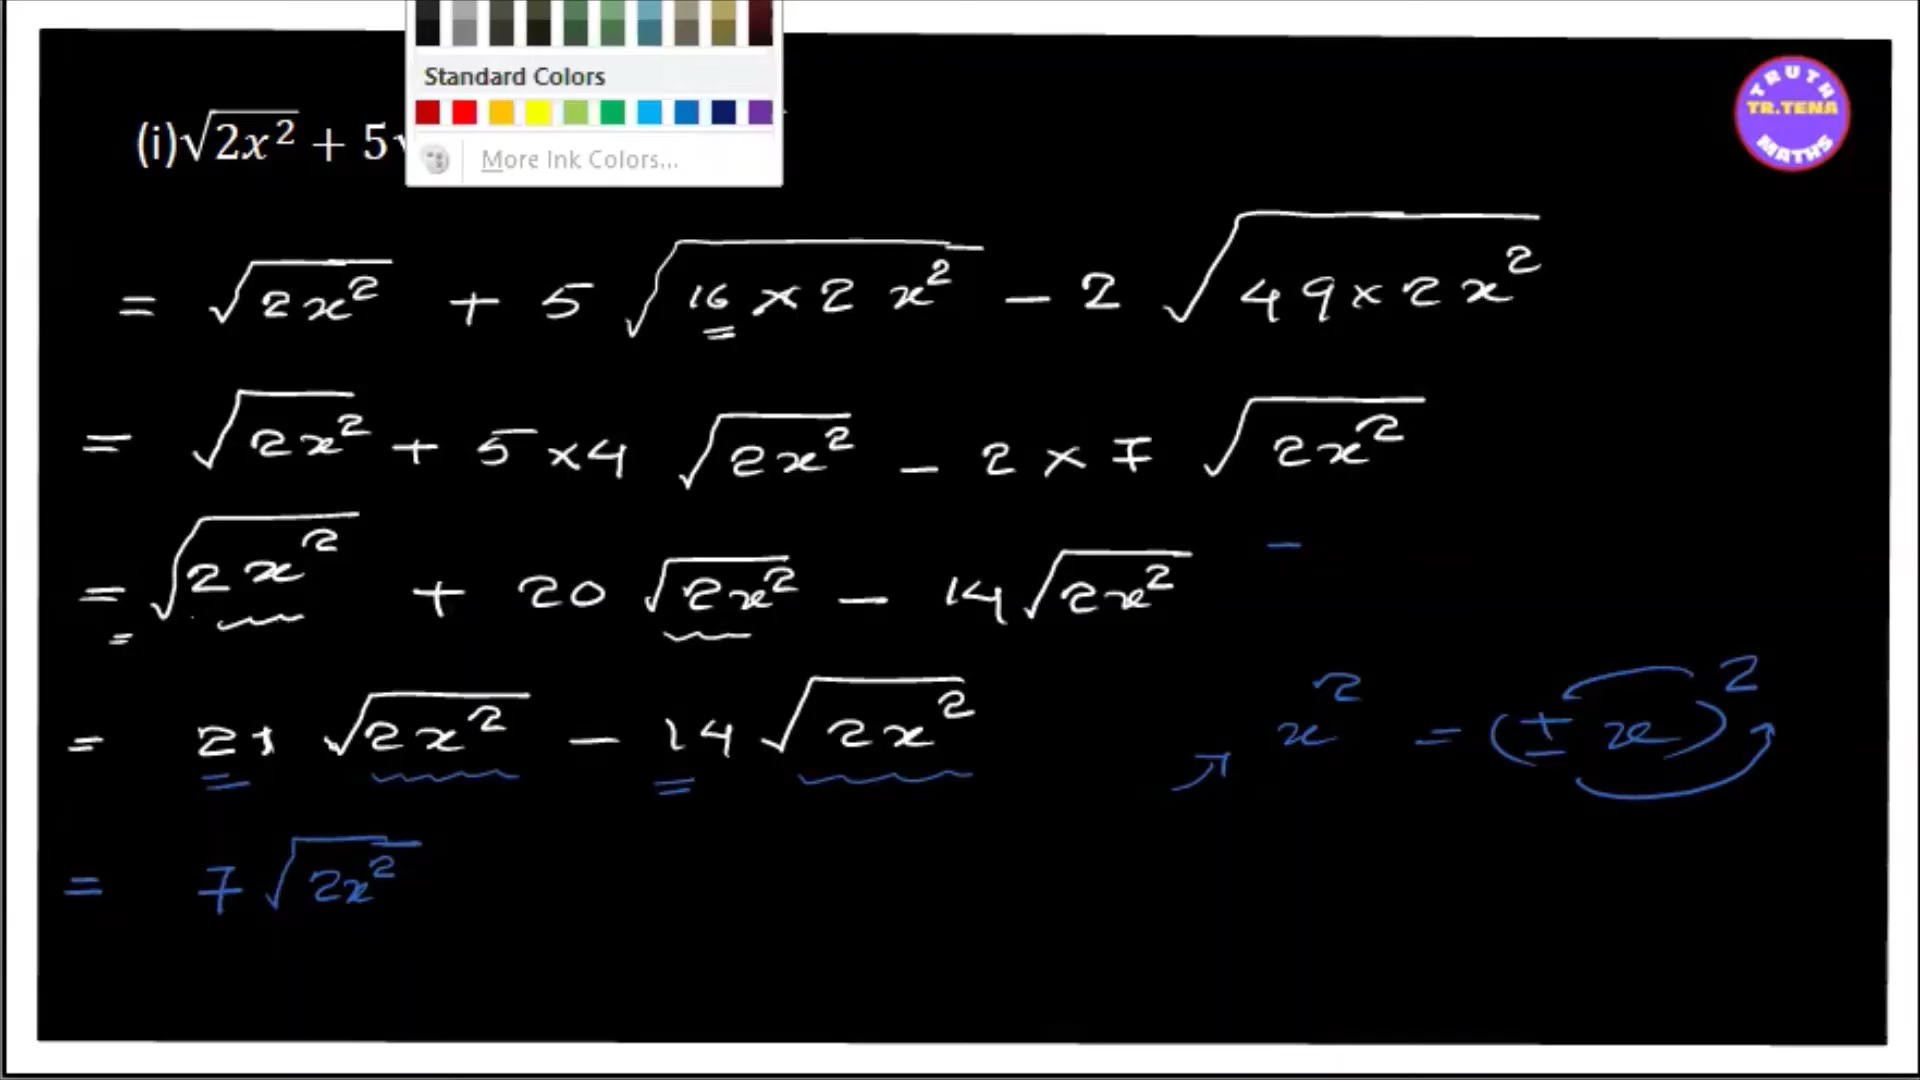 Standard Colors
More Ink Colors...
(i)√2x² + 5√
TRUTH
TR.TENA
MATHS
= √2x² + 5 √16 × 2 x² − 2 √49 × 2x²
= √2x² + 5 × 4 √2x² − 2 × 7 √2x²
= √2x² + 20 √2x² − 14 √2x² −
= 21 √2x² − 14 √2x²
x² = (± x)²
= 7 √2x²